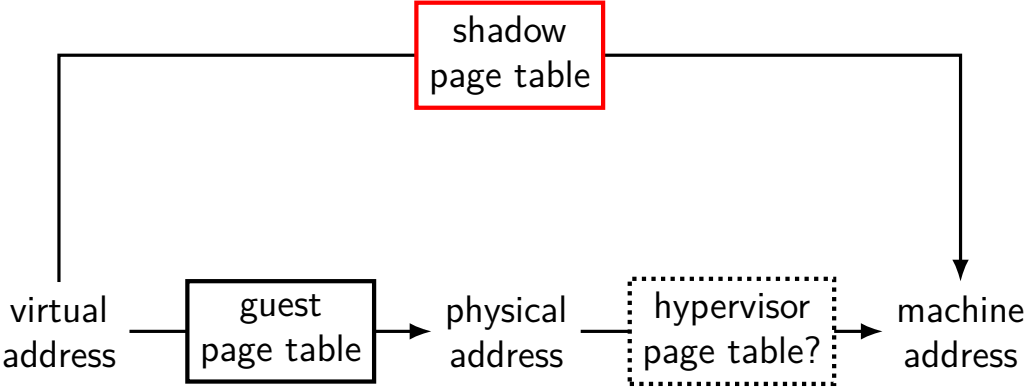 shadow
page table
virtual
address
guest
page table
physical
address
hypervisor
page table?
machine
address